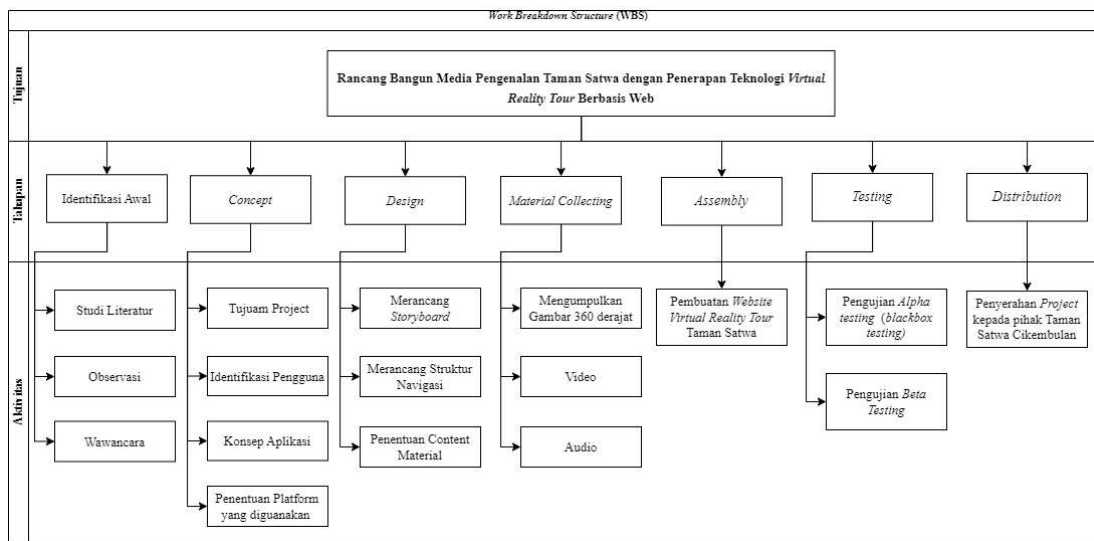 Work Breakdown Structure (WBS)
Tujuan
Rancang Bangun Media Pengenalan Taman Satwa dengan Penerapan Teknologi Virtual
Reality Tour Berbasis Web
Tahapan
Identifikasi Awal
Concept
Design
Material Collecting
Assembly
Testing
Distribution
Aktivitas
Studi Literatur
Observasi
Wawancara
Tujuam Project
Identifikasi Pengguna
Konsep Aplikasi
Penentuan Platform
yang diguanakan
Merancang
Storyboard
Merancang Struktur
Navigasi
Penentuan Content
Material
Mengumpulkan
Gambar 360 derajat
Video
Audio
Pembuatan Website
Virtual Reality Tour
Taman Satwa
Pengujian Alpha
testing (blackbox
testing)
Pengujian Beta
Testing
Penyerahan Project
kepada pihak Taman
Satwa Cikembulan